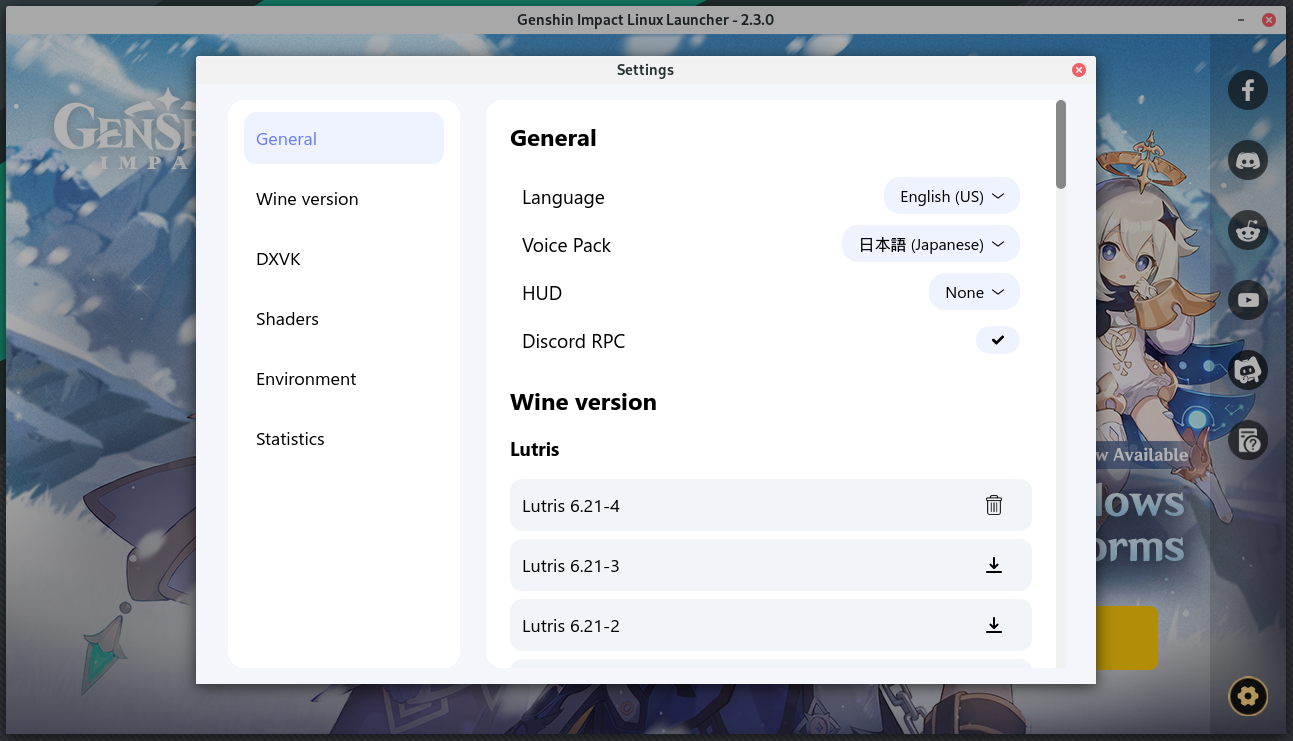 Genshin Impact Linux Launcher - 2.3.0
Settings
General
Wine version
DXVK
Shaders
Environment
Statistics
General
Language English (US)
Voice Pack 日本語 (Japanese)
HUD None
Discord RPC
Wine version
Lutris
Lutris 6.21-4
Lutris 6.21-3
Lutris 6.21-2
GENSH
IMPA
w Available
lows
orms